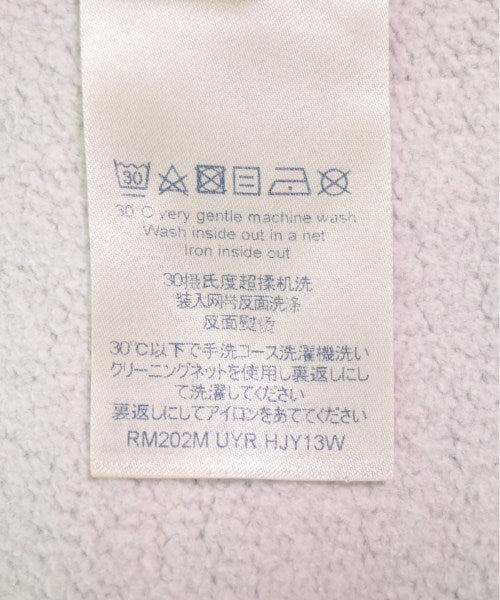 30
30°C very gentle machine wash
Wash inside out in a net
Iron inside out
30摄氏度超揉机洗
装入网带反面洗涤
反面熨烫
30℃以下で手洗コース洗濯機洗い
クリーニングネットを使用し裏返しにし
て洗濯してください
裏返しにしてアイロンをあててください
RM202M UYR HJY13W